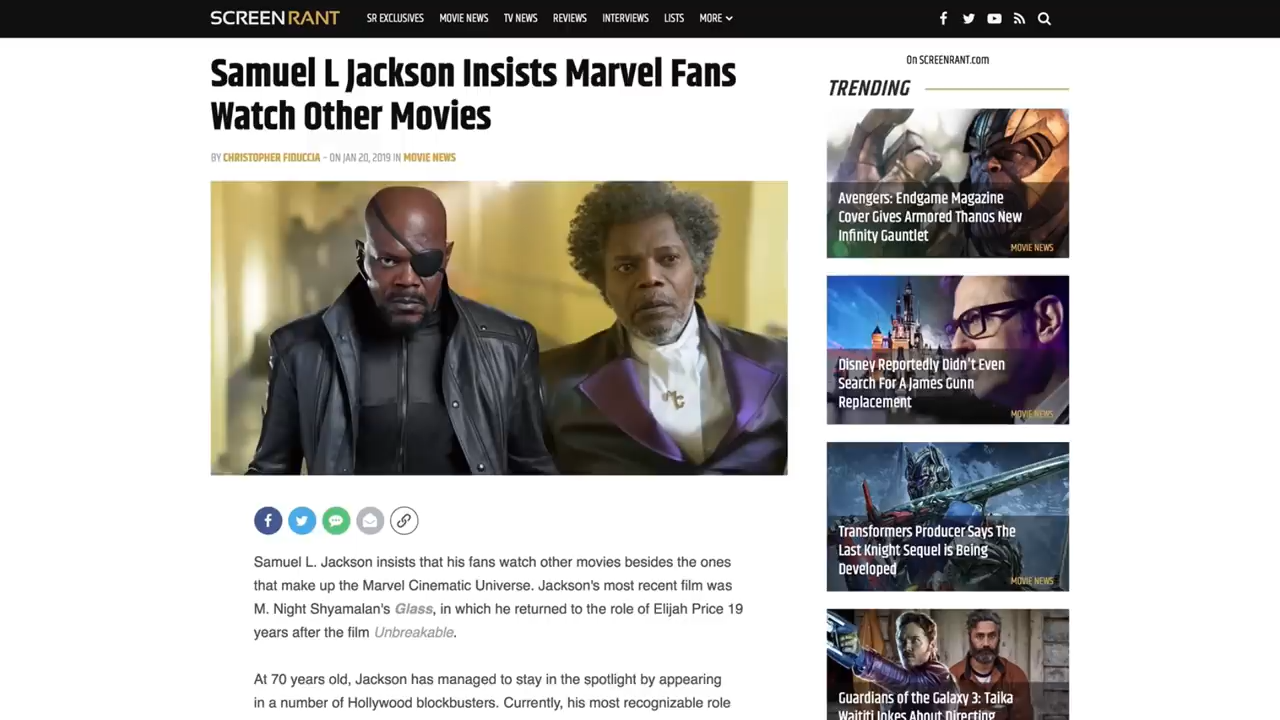 SCREENRANT
SR EXCLUSIVES MOVIE NEWS TV NEWS REVIEWS INTERVIEWS LISTS MORE
Samuel L Jackson Insists Marvel Fans
Watch Other Movies
BY CHRISTOPHER FIDUCCIA - ON JAN 20, 2019 IN MOVIE NEWS
Samuel L. Jackson insists that his fans watch other movies besides the ones
that make up the Marvel Cinematic Universe. Jackson's most recent film was
M. Night Shyamalan's Glass, in which he returned to the role of Elijah Price 19
years after the film Unbreakable.
At 70 years old, Jackson has managed to stay in the spotlight by appearing
in a number of Hollywood blockbusters. Currently, his most recognizable role
On SCREENRANT.com
TRENDING
Avengers: Endgame Magazine
Cover Gives Armored Thanos New
Infinity Gauntlet
MOVIE NEWS
Disney Reportedly Didn't Even
Search For A James Gunn
Replacement
MOVIE NEWS
Transformers Producer Says The
Last Knight Sequel is Being
Developed
MOVIE NEWS
Guardians of the Galaxy 3: Taika
Waititi Jokes About Directing